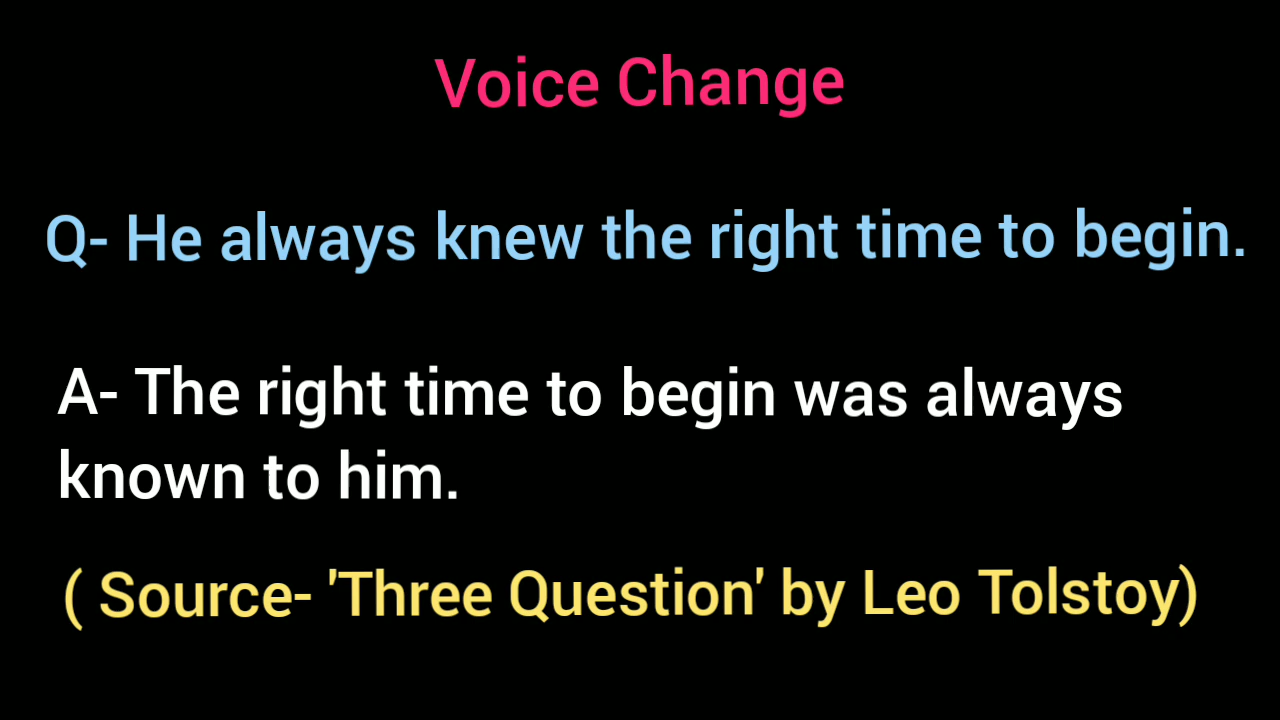 Voice Change
Q- He always knew the right time to begin.
A- The right time to begin was always
known to him.
( Source- 'Three Question' by Leo Tolstoy)